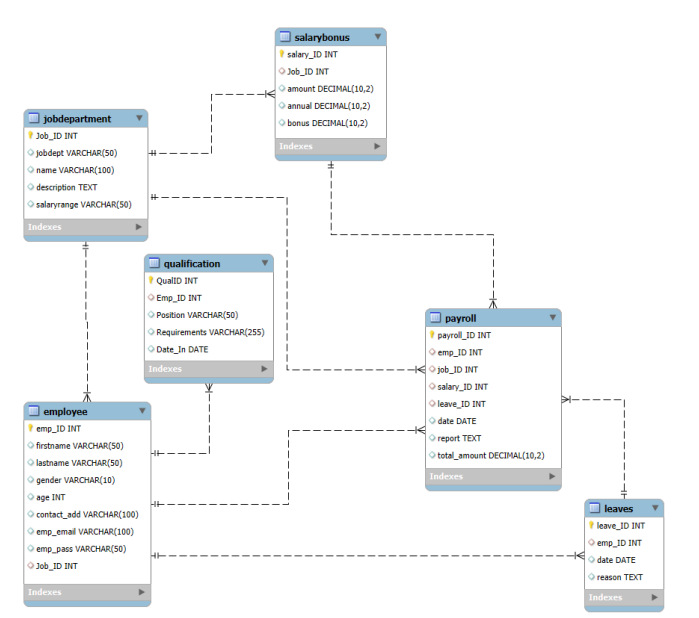 salarybonus
salary_ID INT
Job_ID INT
amount DECIMAL(10,2)
annual DECIMAL(10,2)
bonus DECIMAL(10,2)
Indexes
jobdepartment
Job_ID INT
jobdept VARCHAR(50)
name VARCHAR(100)
description TEXT
salaryrange VARCHAR(50)
Indexes
qualification
QualID INT
Emp_ID INT
Position VARCHAR(50)
Requirements VARCHAR(255)
Date_In DATE
Indexes
payroll
payroll_ID INT
emp_ID INT
job_ID INT
salary_ID INT
leave_ID INT
date DATE
report TEXT
total_amount DECIMAL(10,2)
Indexes
employee
emp_ID INT
firstname VARCHAR(50)
lastname VARCHAR(50)
gender VARCHAR(10)
age INT
contact_add VARCHAR(100)
emp_email VARCHAR(100)
emp_pass VARCHAR(50)
Job_ID INT
Indexes
leaves
leave_ID INT
emp_ID INT
date DATE
reason TEXT
Indexes